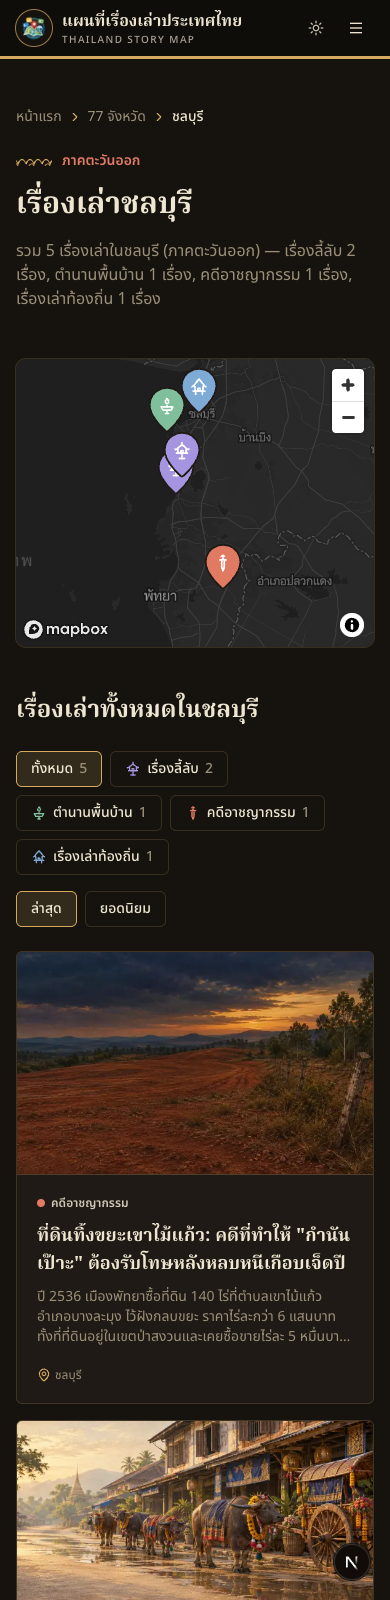 แผนที่เรื่องเล่าประเทศไทย
THAILAND STORY MAP
หน้าแรก > 77 จังหวัด > ชลบุรี
ภาคตะวันออก
เรื่องเล่าชลบุรี
รวม 5 เรื่องเล่าในชลบุรี (ภาคตะวันออก) — เรื่องลี้ลับ 2
เรื่อง, ตำนานพื้นบ้าน 1 เรื่อง, คดีอาชญากรรม 1 เรื่อง,
เรื่องเล่าท้องถิ่น 1 เรื่อง
ชลบุรี
บ้านบึง
อำเภอปลวกแดง
พัทยา
mapbox
เรื่องเล่าทั้งหมดในชลบุรี
ทั้งหมด 5
เรื่องลี้ลับ 2
ตำนานพื้นบ้าน 1
คดีอาชญากรรม 1
เรื่องเล่าท้องถิ่น 1
ล่าสุด
ยอดนิยม
คดีอาชญากรรม
ที่ดินทิ้งขยะเขาไม้แก้ว: คดีที่ทำให้ "กำนัน
เป๊าะ" ต้องรับโทษหลังหลบหนีเกือบเจ็ดปี
ปี 2536 เมืองพัทยาซื้อที่ดิน 140 ไร่ที่ตำบลเขาไม้แก้ว
อำเภอบางละมุง ไว้ฝังกลบขยะ ราคาไร่ละกว่า 6 แสนบาท
ทั้งที่ที่ดินอยู่ในเขตป่าสงวนและเคยซื้อขายไร่ละ 5 หมื่นบา...
ชลบุรี
N